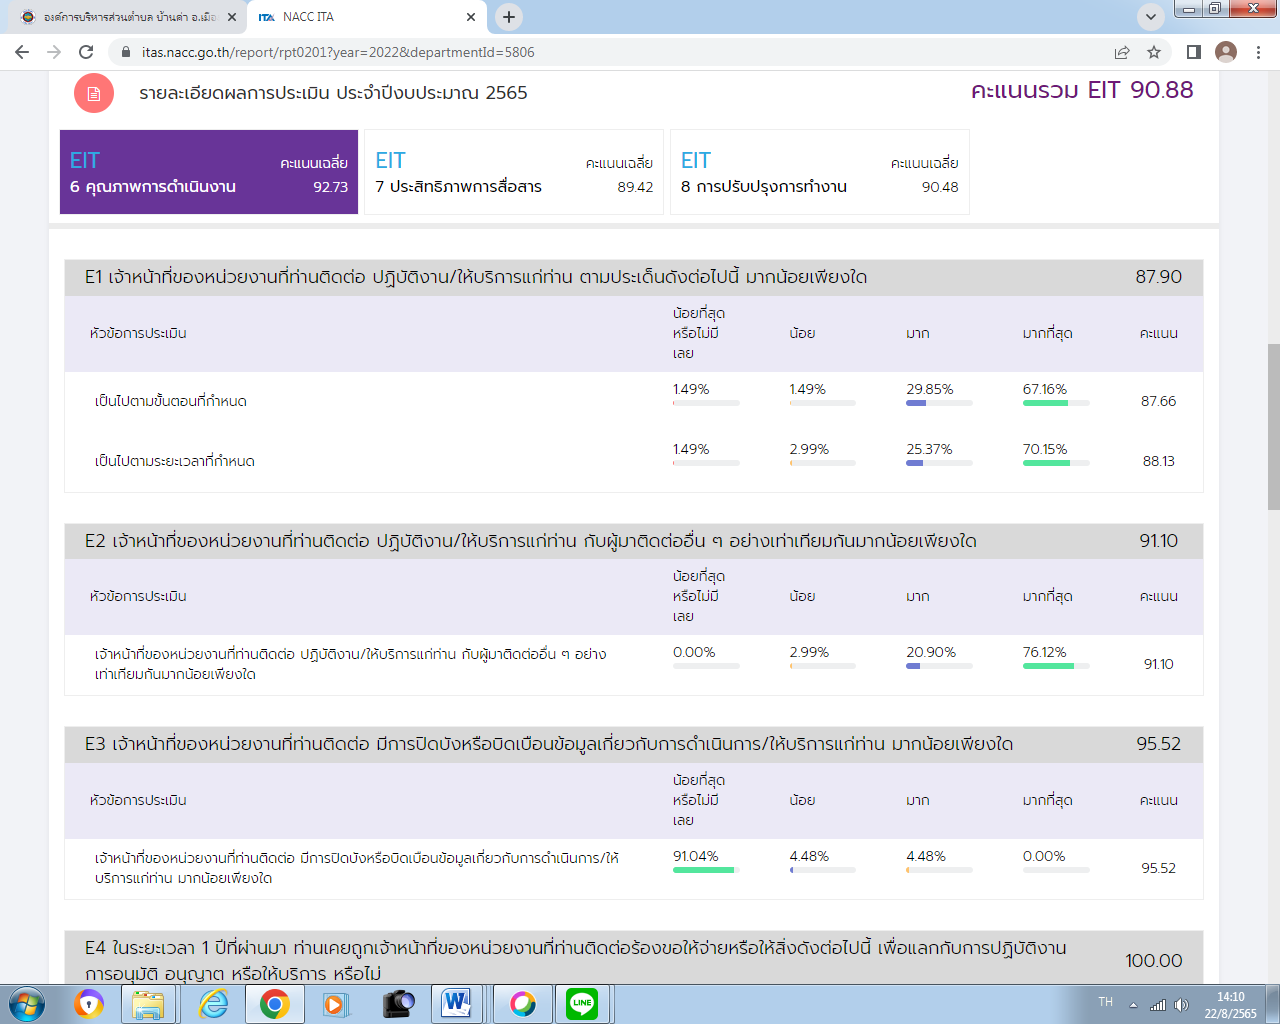 องค์การบริหารส่วนตำบล บ้านค่า อ.เมือ
NACC ITA
itas.nacc.go.th/report/rpt0201?year=2022&departmentId=5806
รายละเอียดผลการประเมิน ประจำปีงบประมาณ 2565
คะแนนรวม EIT 90.88
EIT
คะแนนเฉลี่ย
6 คุณภาพการดำเนินงาน
92.73
EIT
คะแนนเฉลี่ย
7 ประสิทธิภาพการสื่อสาร
89.42
EIT
คะแนนเฉลี่ย
8 การปรับปรุงการทำงาน
90.48
E1 เจ้าหน้าที่ของหน่วยงานที่ท่านติดต่อ ปฏิบัติงาน/ให้บริการแก่ท่าน ตามประเด็นดังต่อไปนี้ มากน้อยเพียงใด 87.90
หัวข้อการประเมิน
น้อยที่สุด
หรือไม่มี
เลย
น้อย
มาก
มากที่สุด
คะแนน
เป็นไปตามขั้นตอนที่กำหนด
1.49% 1.49% 29.85% 67.16% 87.66
เป็นไปตามระยะเวลาที่กำหนด
1.49% 2.99% 25.37% 70.15% 88.13
E2 เจ้าหน้าที่ของหน่วยงานที่ท่านติดต่อ ปฏิบัติงาน/ให้บริการแก่ท่าน กับผู้มาติดต่ออื่น ๆ อย่างเท่าเทียมกันมากน้อยเพียงใด 91.10
หัวข้อการประเมิน
น้อยที่สุด
หรือไม่มี
เลย
น้อย
มาก
มากที่สุด
คะแนน
เจ้าหน้าที่ของหน่วยงานที่ท่านติดต่อ ปฏิบัติงาน/ให้บริการแก่ท่าน กับผู้มาติดต่ออื่น ๆ อย่าง
เท่าเทียมกันมากน้อยเพียงใด
0.00% 2.99% 20.90% 76.12% 91.10
E3 เจ้าหน้าที่ของหน่วยงานที่ท่านติดต่อ มีการปิดบังหรือบิดเบือนข้อมูลเกี่ยวกับการดำเนินการ/ให้บริการแก่ท่าน มากน้อยเพียงใด 95.52
หัวข้อการประเมิน
น้อยที่สุด
หรือไม่มี
เลย
น้อย
มาก
มากที่สุด
คะแนน
เจ้าหน้าที่ของหน่วยงานที่ท่านติดต่อ มีการปิดบังหรือบิดเบือนข้อมูลเกี่ยวกับการดำเนินการ/ให้
บริการแก่ท่าน มากน้อยเพียงใด
91.04% 4.48% 4.48% 0.00% 95.52
E4 ในระยะเวลา 1 ปีที่ผ่านมา ท่านเคยถูกเจ้าหน้าที่ของหน่วยงานที่ท่านติดต่อร้องขอให้จ่ายหรือให้สิ่งดังต่อไปนี้ เพื่อแลกกับการปฏิบัติงาน
การอนุมัติ อนุญาต หรือให้บริการ หรือไม่
100.00
TH
14:10
22/8/2565